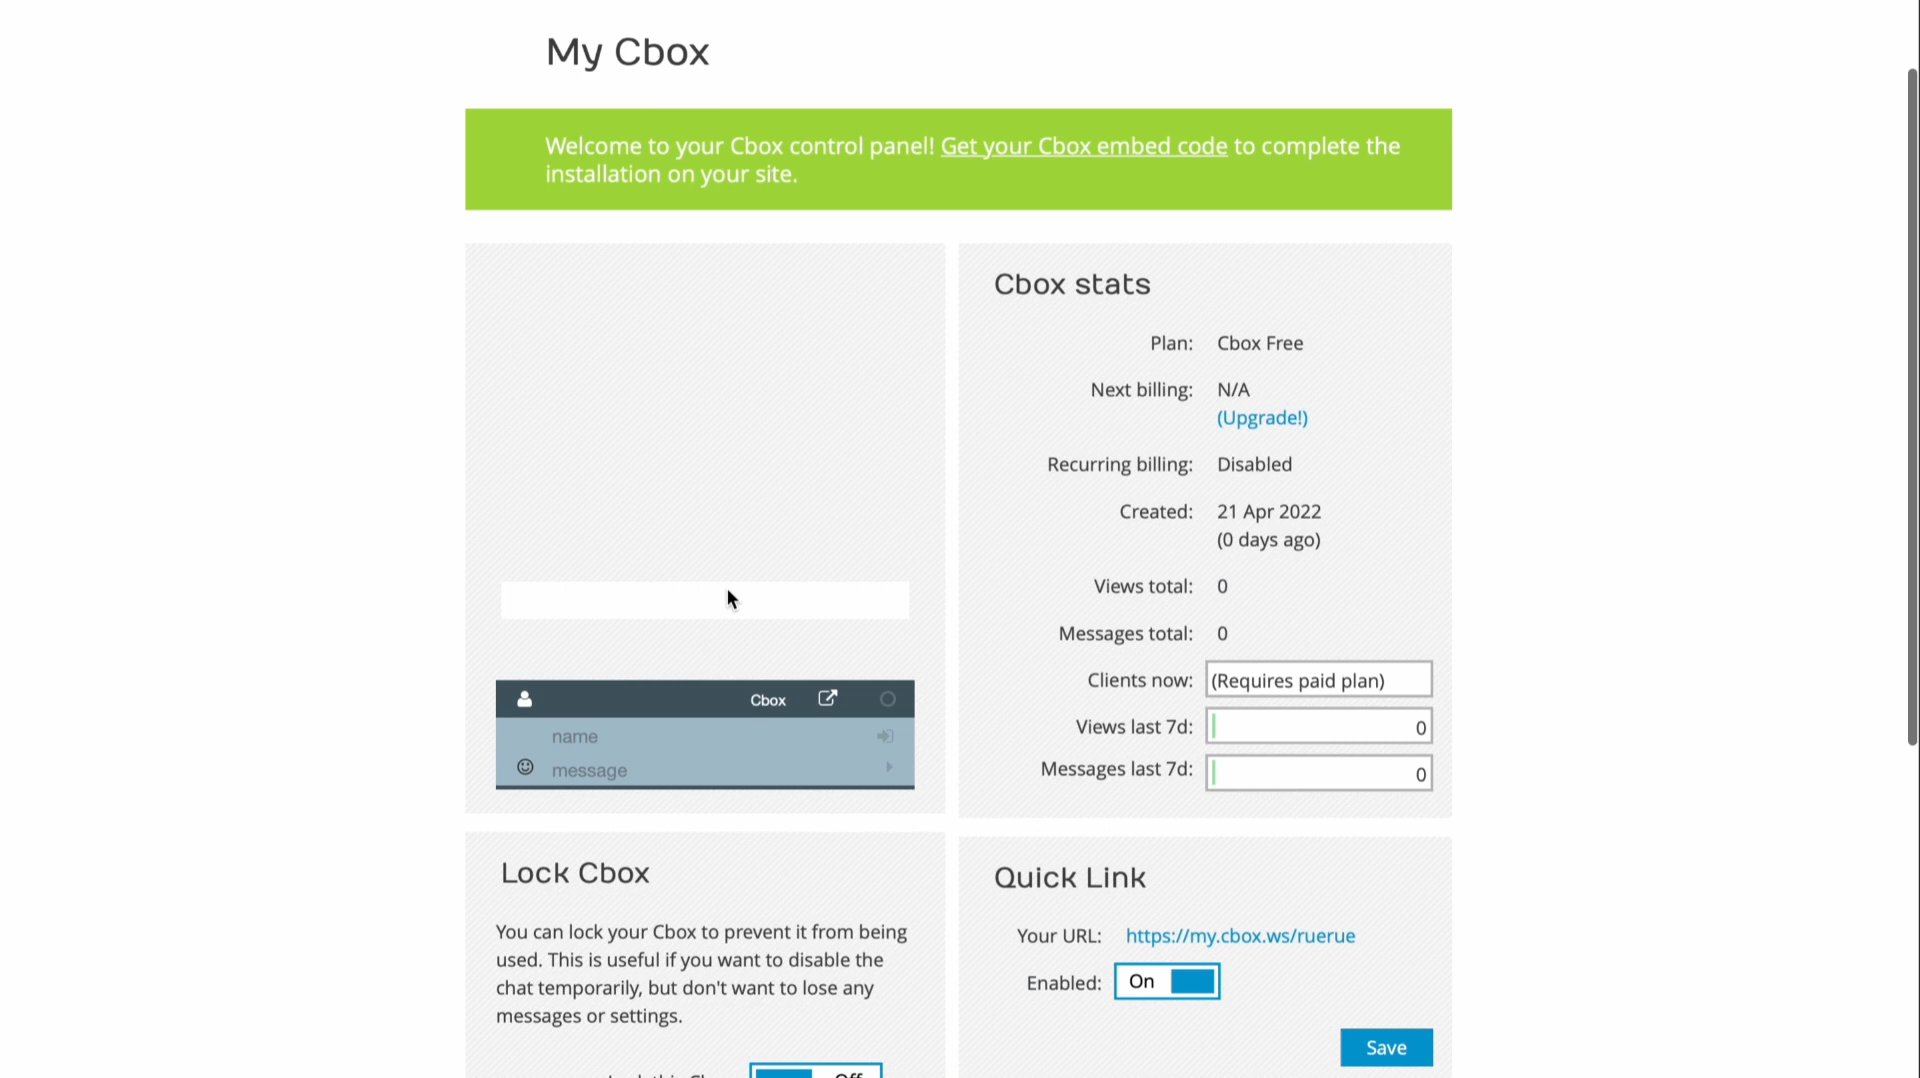 My Cbox
Welcome to your Cbox control panel! Get your Cbox embed code to complete the
installation on your site.
Cbox
name
message
Cbox stats
Plan: Cbox Free
Next billing: N/A
(Upgrade!)
Recurring billing: Disabled
Created: 21 Apr 2022
(0 days ago)
Views total: 0
Messages total: 0
Clients now: (Requires paid plan)
Views last 7d: 0
Messages last 7d: 0
Lock Cbox
You can lock your Cbox to prevent it from being
used. This is useful if you want to disable the
chat temporarily, but don't want to lose any
messages or settings.
Off
Quick Link
Your URL: https://my.cbox.ws/ruerue
Enabled: On
Save